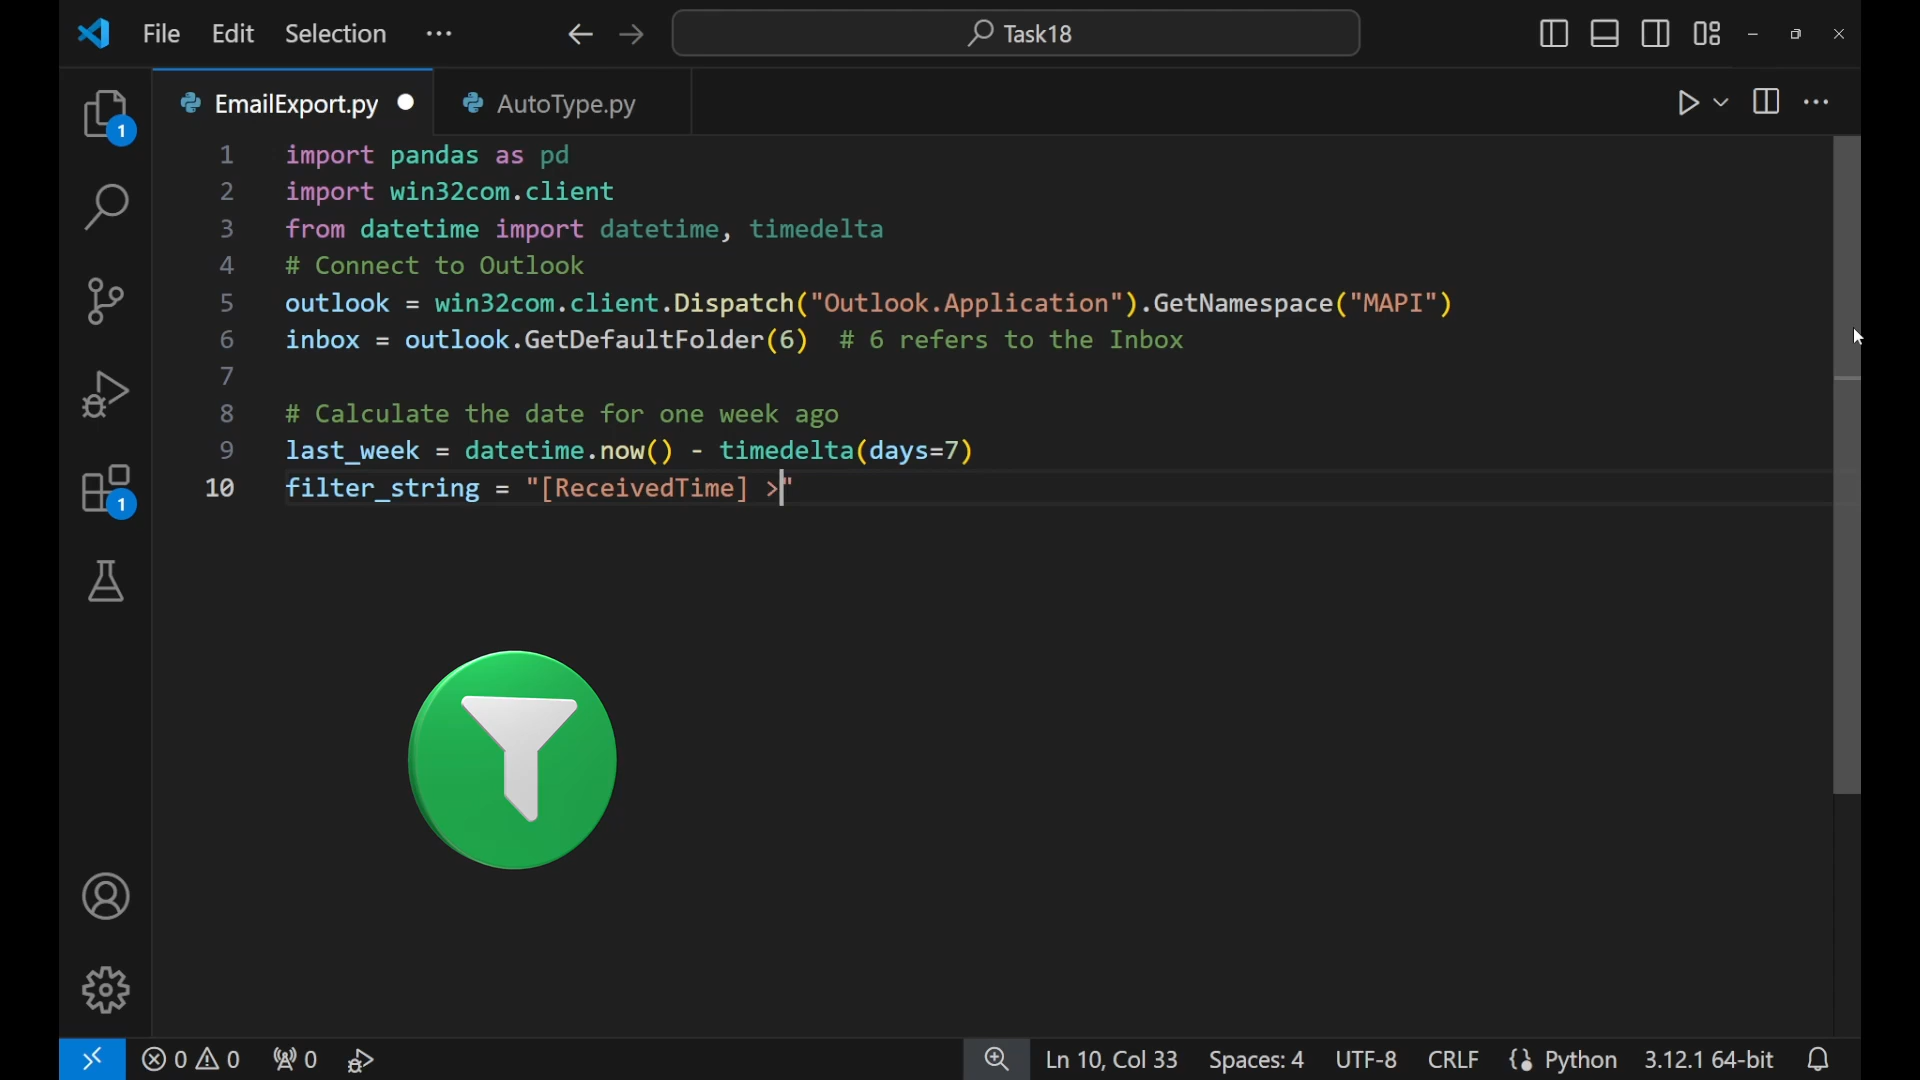 File Edit Selection ··· Task18
EmailExport.py AutoType.py
1 1 import pandas as pd
2 import win32com.client
3 from datetime import datetime, timedelta
4 # Connect to Outlook
5 outlook = win32com.client.Dispatch("Outlook.Application").GetNamespace("MAPI")
6 inbox = outlook.GetDefaultFolder(6)  # 6 refers to the Inbox
7
8 # Calculate the date for one week ago
9 last_week = datetime.now() - timedelta(days=7)
10 filter_string = "[ReceivedTime] >"
1
0 0 0 Ln 10, Col 33 Spaces: 4 UTF-8 CRLF Python 3.12.1 64-bit